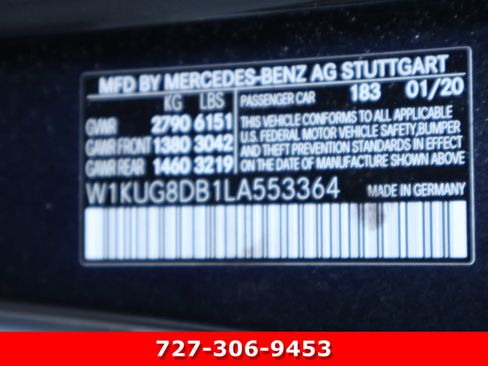 MFD BY MERCEDES-BENZ AG STUTTGART
KG LBS PASSENGER CAR 183 01/20
GVWR 2790 6151 THIS VEHICLE CONFORMS TO ALL APPLICABLE
GAWR FRONT 1380 3042 U.S. FEDERAL MOTOR VEHICLE SAFETY, BUMPER
GAWR REAR 1460 3219 AND THEFT PREVENTION STANDARDS IN EFFECT
ON THE DATE OF MANUFACTURE SHOWN ABOVE.
W1KUG8DB1LA553364 MADE IN GERMANY
727-306-9453